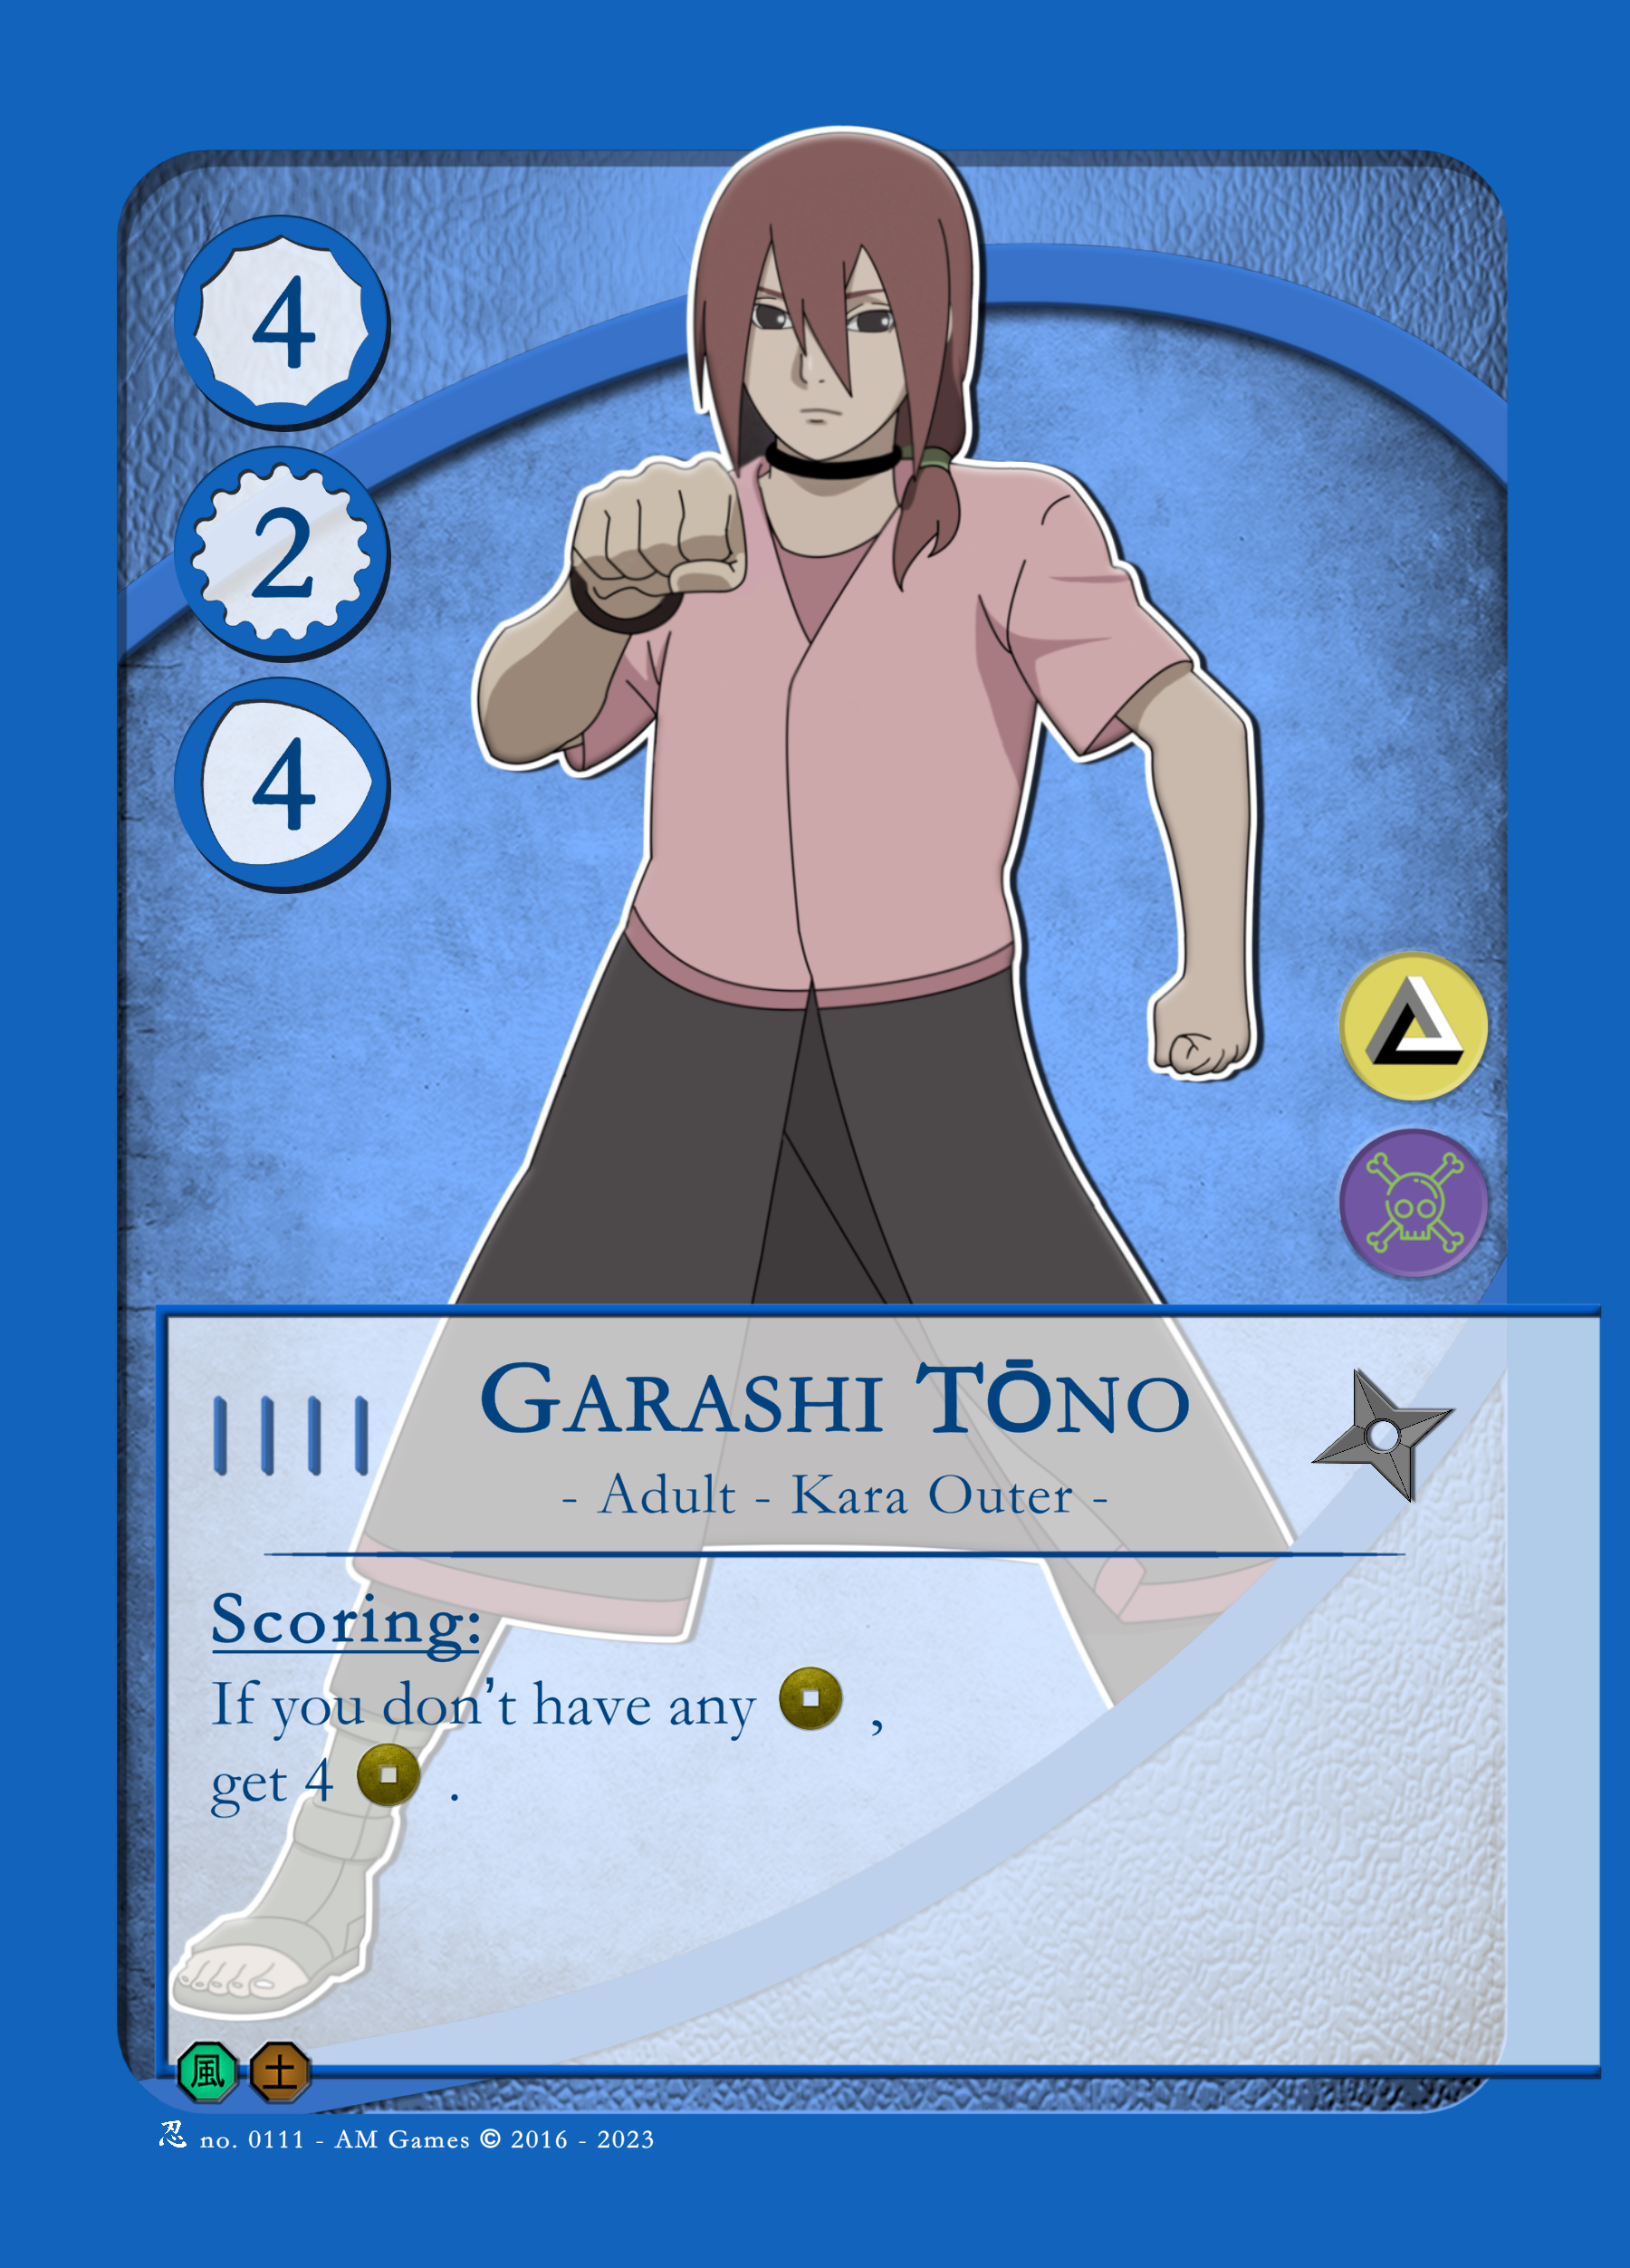 4
2
4
Garashi Tōno
- Adult - Kara Outer -
Scoring:
If you don't have any ,
get 4 .
風 土
忍 no. 0111 - AM Games © 2016 - 2023